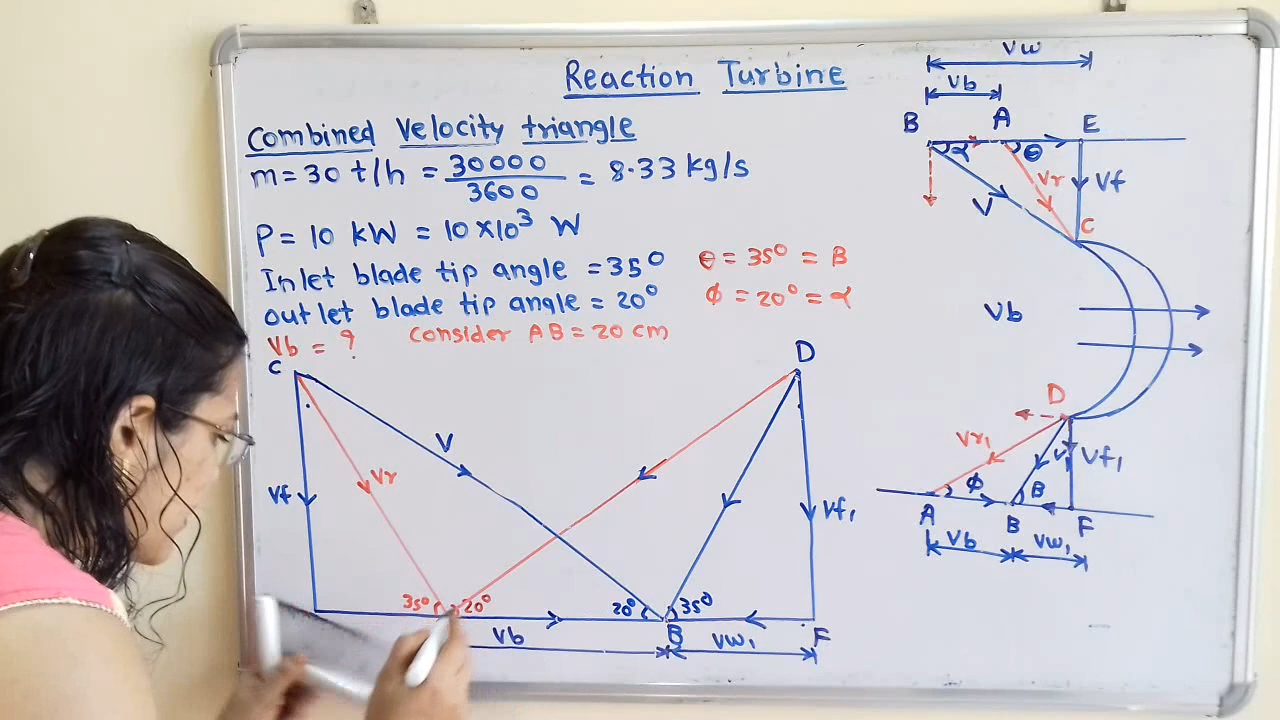 Reaction Turbine
Combined Velocity triangle
m = 30 t/h = 30000 / 3600 = 8.33 kg/s
P = 10 kW = 10 × 10³ W
Inlet blade tip angle = 35°
θ = 35° = B
outlet blade tip angle = 20°
ϕ = 20° = α
Vb = ?
Consider AB = 20 cm
C
D
V
Vf
Vr
Vf₁
35°
20°
20°
35°
Vb
B
Vw₁
F
Vw
Vb
B
A
E
α
θ
V
Vr
Vf
C
Vb
D
Vr₁
V₁
Vf₁
ϕ
B
A
B
F
Vb
Vw₁